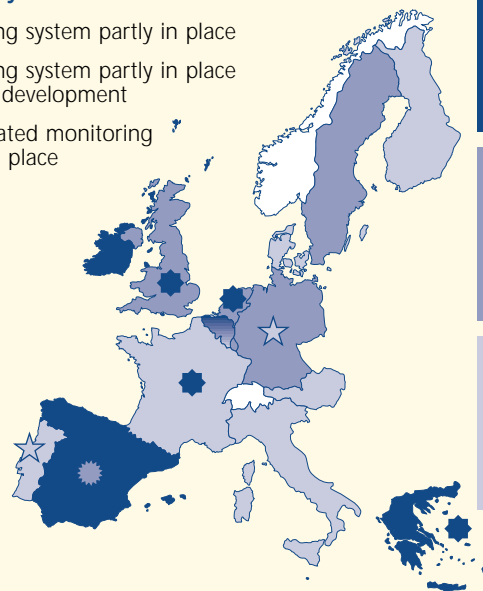 ng system partly in place
ng system partly in place
development
ated monitoring
place